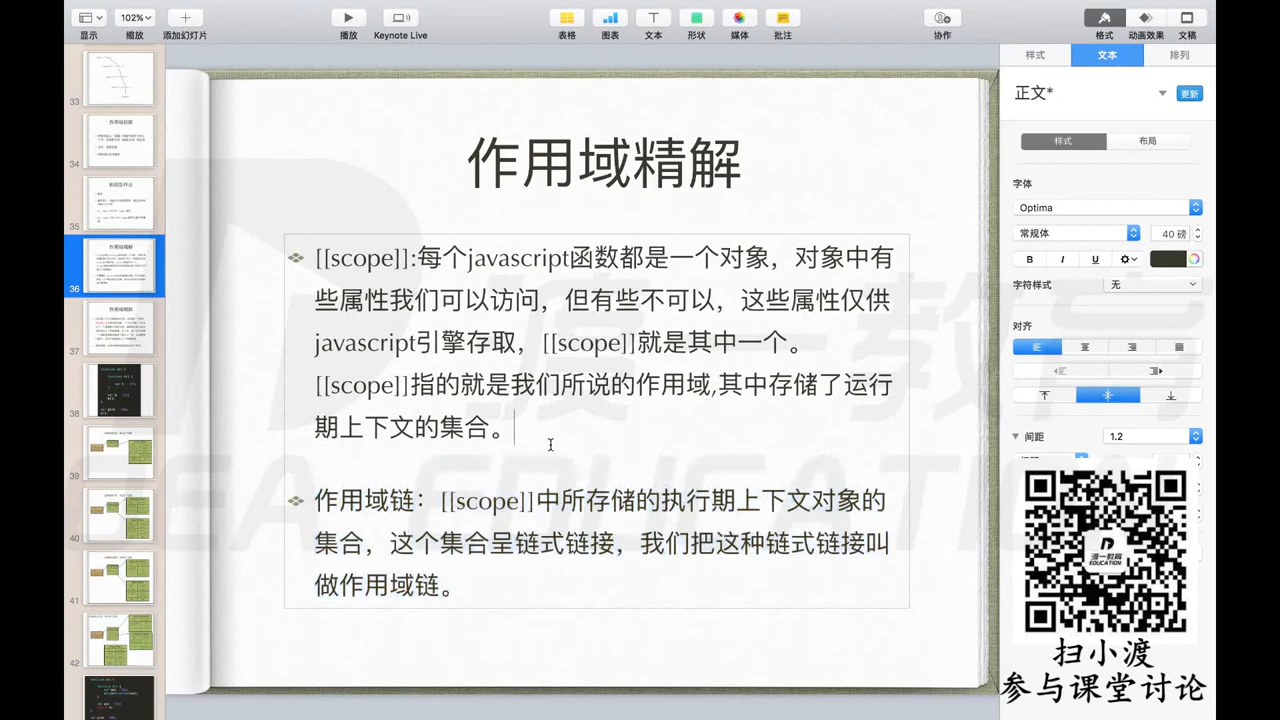 102%
显示
缩放
添加幻灯片
播放
Keynote Live
表格
图表
文本
形状
媒体
批注
协作
格式
动画效果
文稿
33
34
35
36
37
38
39
40
41
42
作用域精解
[[scope]]:每个javascript函数都是一个对象，对象中有
些属性我们可以访问，但有些不可以，这些属性仅供
javascript引擎存取，[[scope]]就是其中一个。
[[scope]]指的就是我们所说的作用域,其中存储了运行
期上下文的集合。
作用域链：[[scope]]中所存储的执行期上下文对象的
集合，这个集合呈链式链接，我们把这种链式链接叫
做作用域链。
样式
文本
排列
正文*
更新
样式
布局
字体
Optima
常规体
40 磅
B I U
字符样式
无
对齐
间距
1.2
渡一教育
EDUCATION
扫小渡
参与课堂讨论